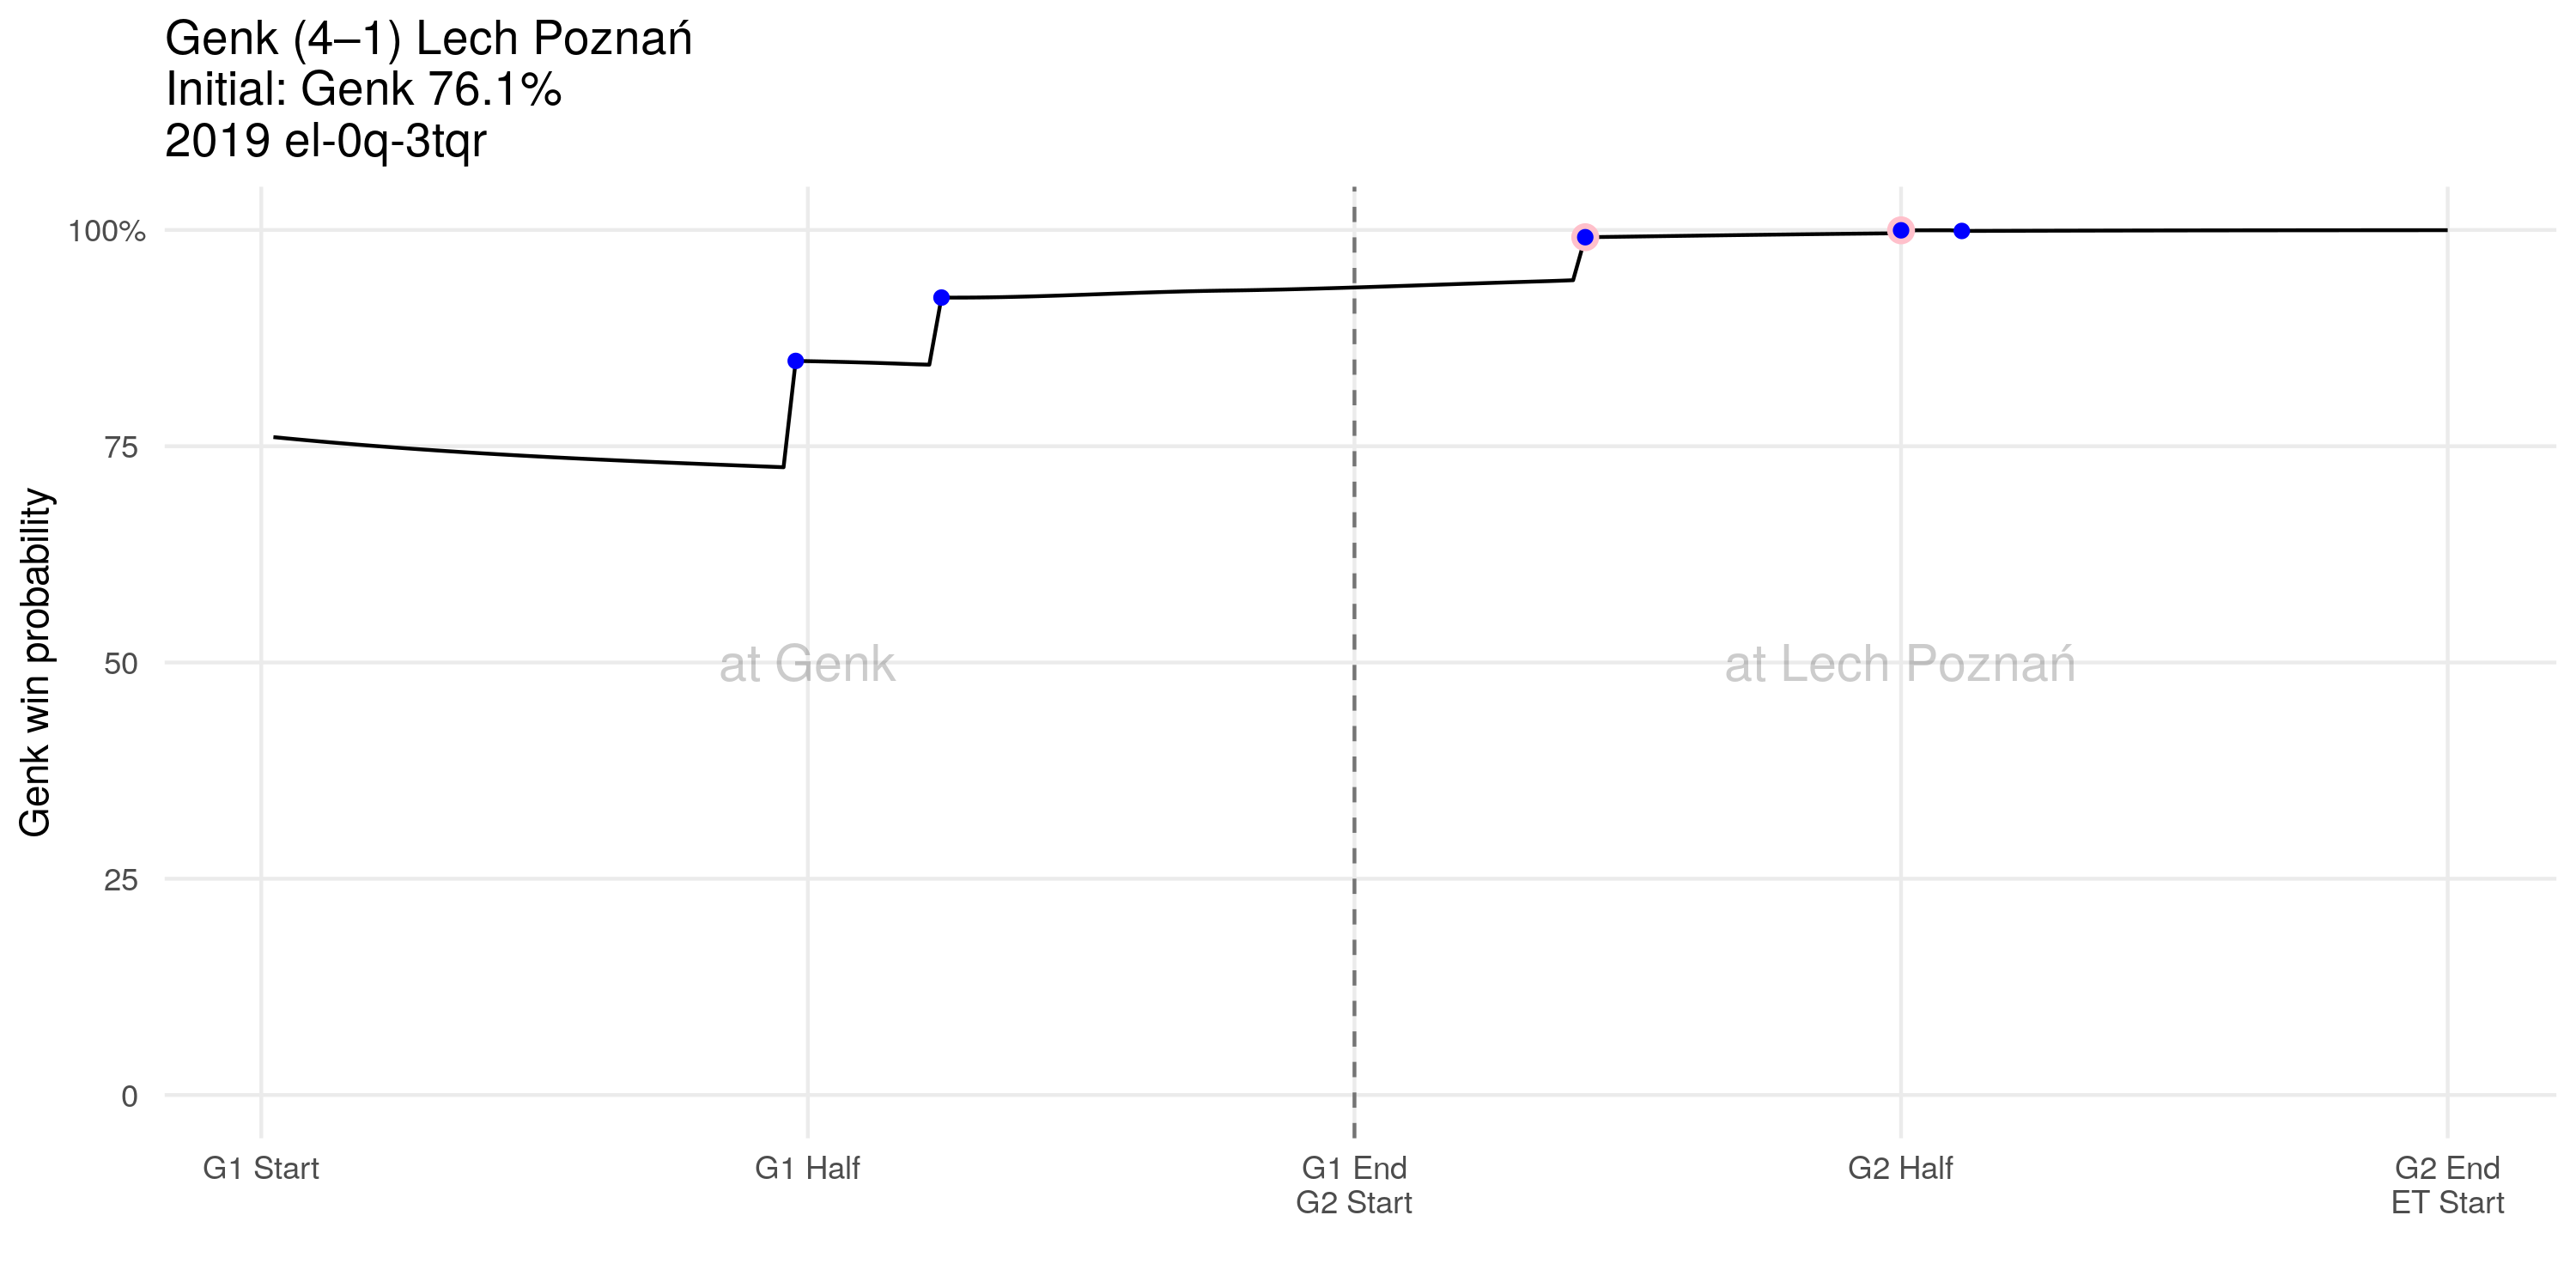 Genk (4–1) Lech Poznań
Initial: Genk 76.1%
2019 el-0q-3tqr
Genk win probability
100%
75
50
25
0
at Genk
at Lech Poznań
G1 Start
G1 Half
G1 End
G2 Start
G2 Half
G2 End
ET Start